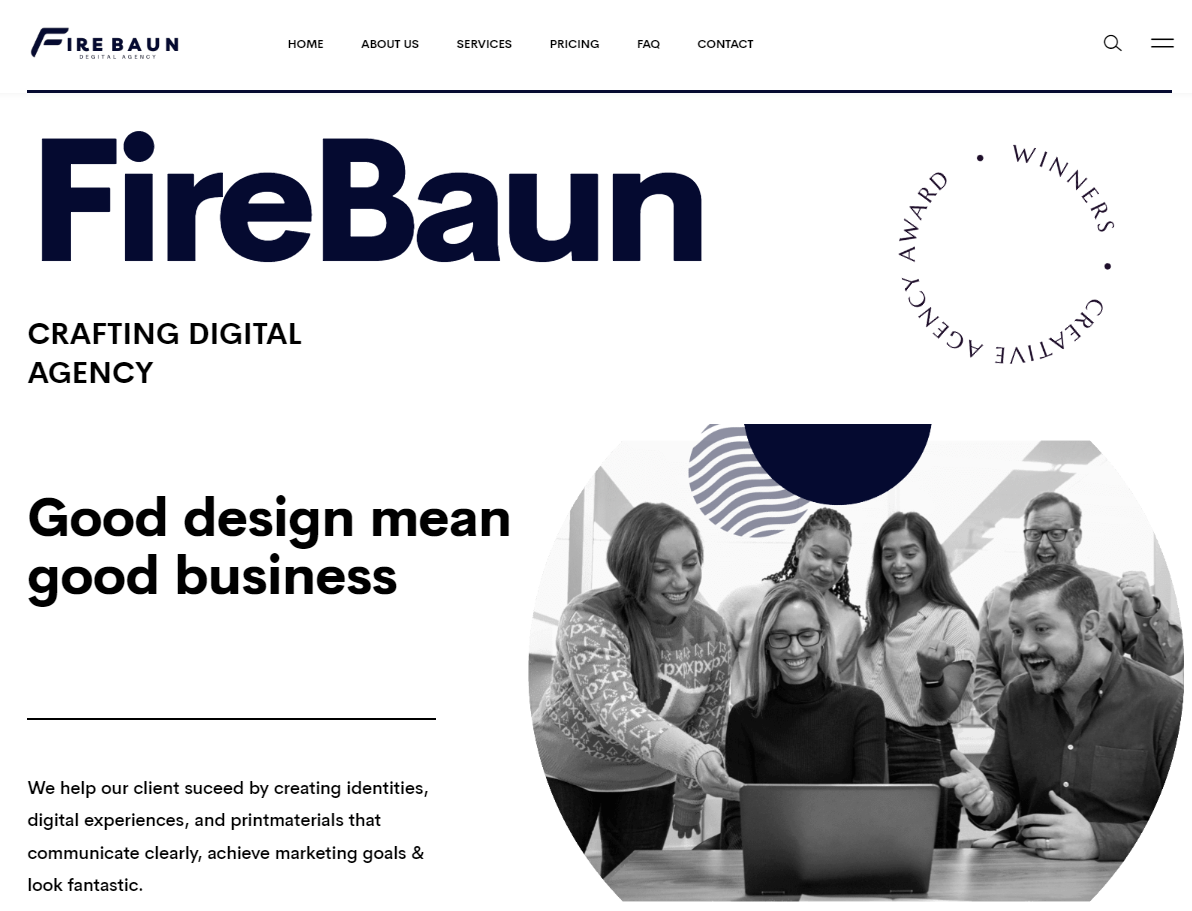 FIRE BAUN
DEGITAL AGENCY
HOME ABOUT US SERVICES PRICING FAQ CONTACT
FireBaun
WINNERS • CREATIVE AGENCY AWARD •
CRAFTING DIGITAL
AGENCY
Good design mean
good business
We help our client suceed by creating identities,
digital experiences, and printmaterials that
communicate clearly, achieve marketing goals &
look fantastic.